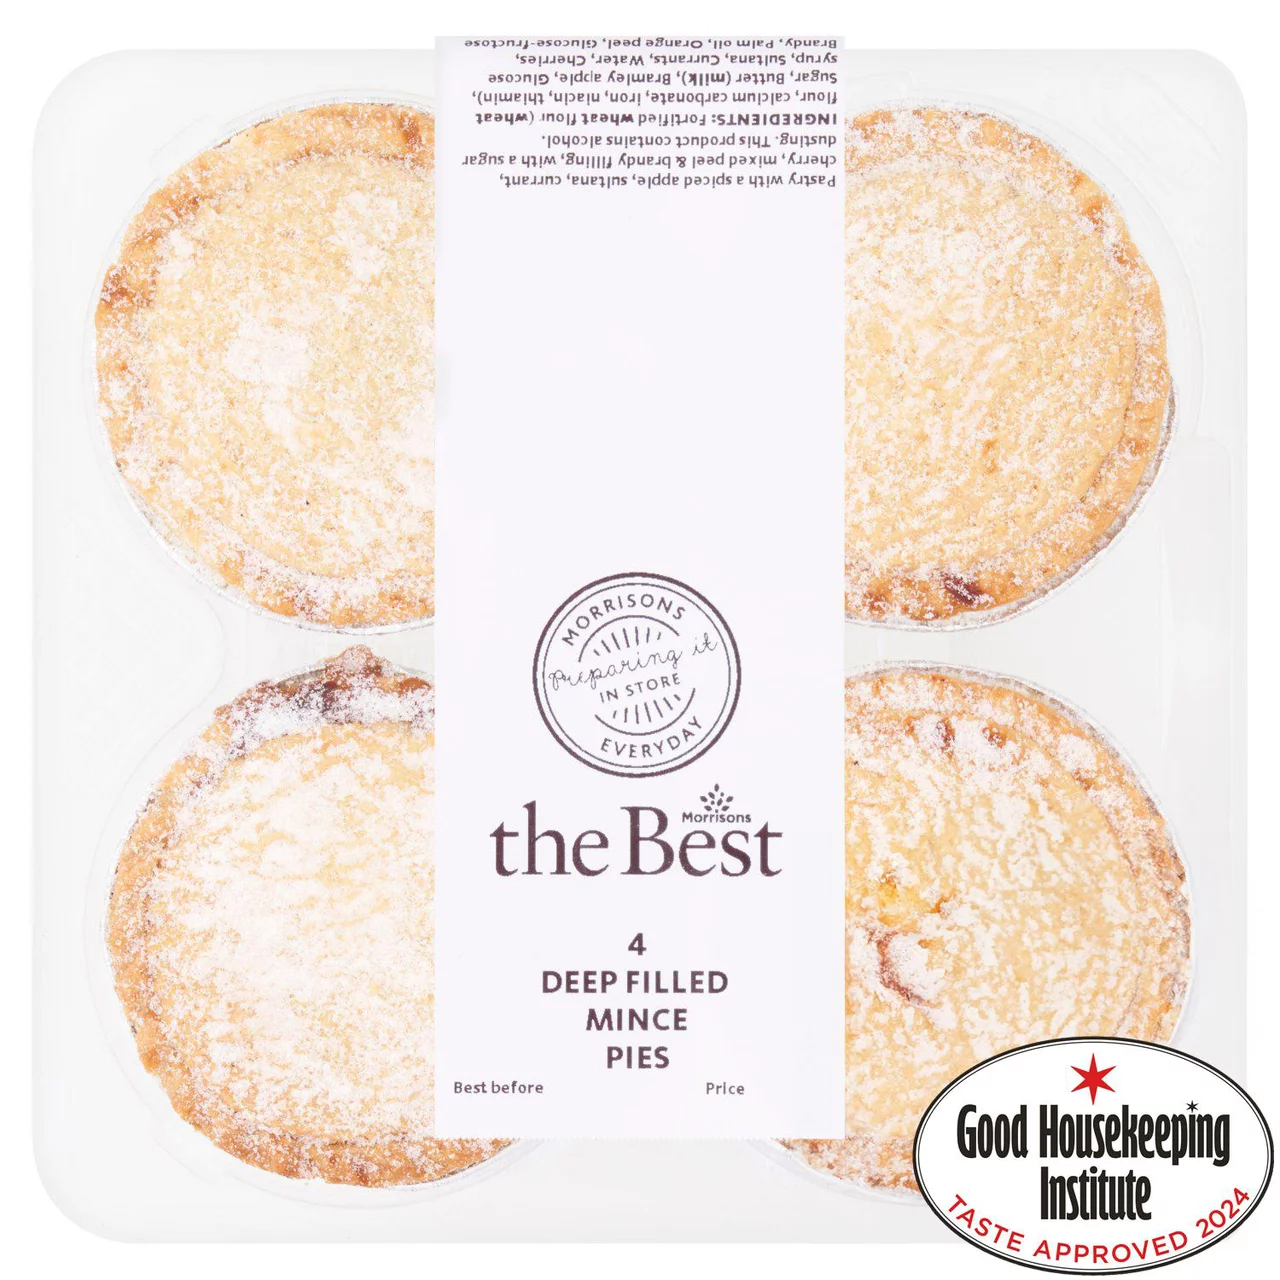 Pastry with a spiced apple, sultana, currant,
cherry, mixed peel & brandy filling, with a sugar
dusting. This product contains alcohol.
INGREDIENTS: Fortified wheat flour (wheat
flour, calcium carbonate, iron, niacin, thiamin),
Sugar, Butter (milk), Bramley apple, Glucose
syrup, Sultana, Currants, Water, Cherries,
Brandy, Palm oil, Orange peel, Glucose-fructose
MORRISONS
preparing it
IN STORE
EVERYDAY
Morrisons
the Best
4
DEEP FILLED
MINCE
PIES
Best before Price
Good Housekeeping
Institute
TASTE APPROVED 2024